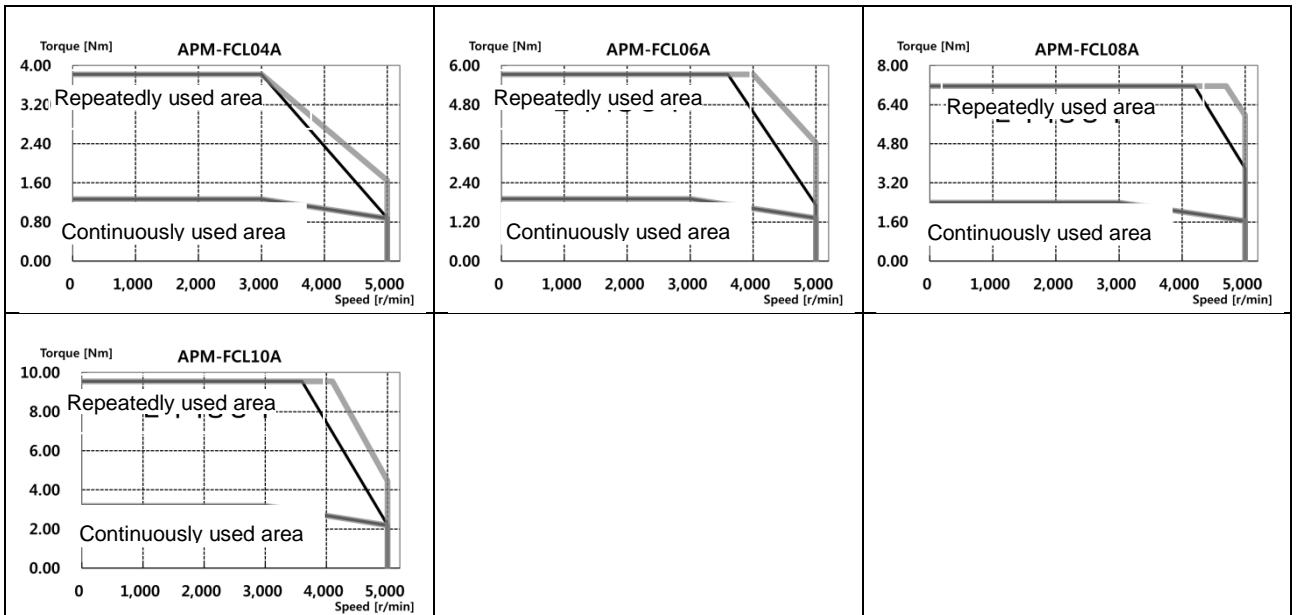 Torque [Nm] APM-FCL04A
4.00
3.20
2.40
1.60
0.80
0.00
Repeatedly used area
Continuously used area
0 1,000 2,000 3,000 4,000 5,000
Speed [r/min]
Torque [Nm] APM-FCL06A
6.00
4.80
3.60
2.40
1.20
0.00
Repeatedly used area
Continuously used area
0 1,000 2,000 3,000 4,000 5,000
Speed [r/min]
Torque [Nm] APM-FCL08A
8.00
6.40
4.80
3.20
1.60
0.00
Repeatedly used area
Continuously used area
0 1,000 2,000 3,000 4,000 5,000
Speed [r/min]
Torque [Nm] APM-FCL10A
10.00
8.00
6.00
4.00
2.00
0.00
Repeatedly used area
Continuously used area
0 1,000 2,000 3,000 4,000 5,000
Speed [r/min]